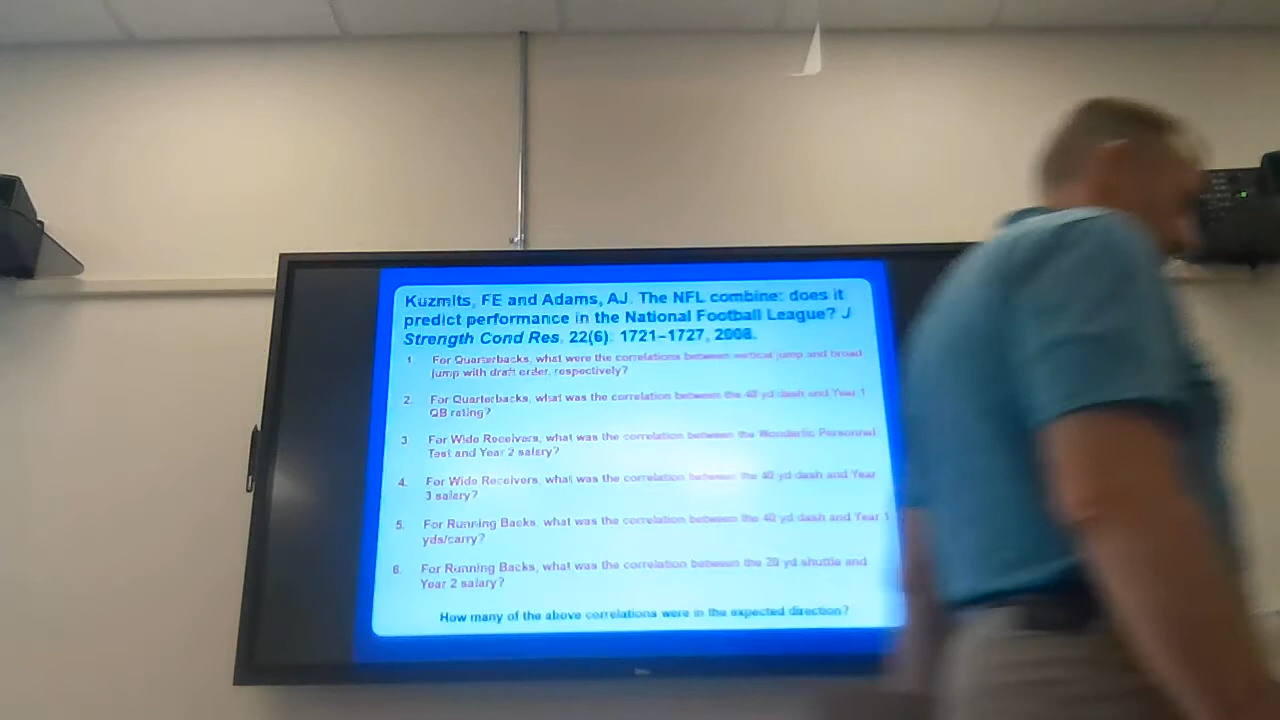 Kuzmits, FE and Adams, AJ. The NFL combine: does it
predict performance in the National Football League? J
Strength Cond Res, 22(6): 1721–1727, 2008.
1. For Quarterbacks, what were the correlations between vertical jump and broad
jump with draft order, respectively?
2. For Quarterbacks, what was the correlation between the 40 yd dash and Year 1
QB rating?
3. For Wide Receivers, what was the correlation between the Wonderlic Personnel
Test and Year 2 salary?
4. For Wide Receivers, what was the correlation between the 40 yd dash and Year
3 salary?
5. For Running Backs, what was the correlation between the 40 yd dash and Year 1
yds/carry?
6. For Running Backs, what was the correlation between the 20 yd shuttle and
Year 2 salary?
How many of the above correlations were in the expected direction?